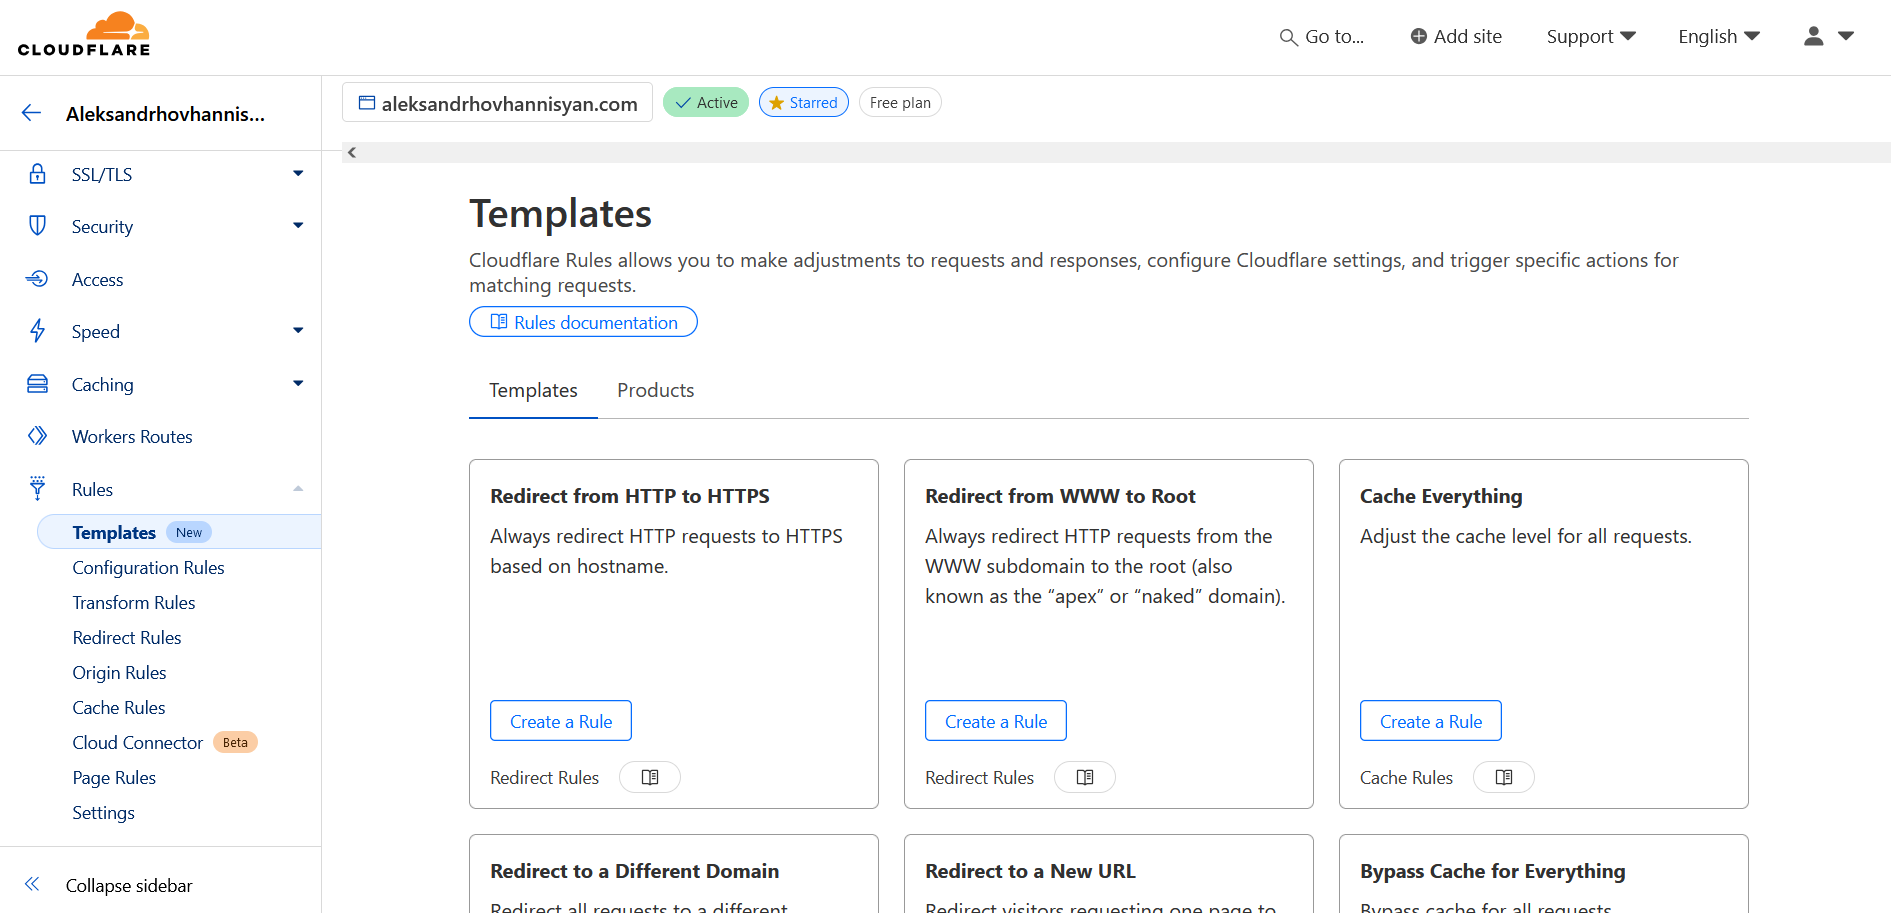 CLOUDFLARE
Go to...
Add site
Support
English
Aleksandrhovhannis...
SSL/TLS
Security
Access
Speed
Caching
Workers Routes
Rules
Templates New
Configuration Rules
Transform Rules
Redirect Rules
Origin Rules
Cache Rules
Cloud Connector Beta
Page Rules
Settings
Collapse sidebar
aleksandrhovhannisyan.com
Active
Starred
Free plan
Templates
Cloudflare Rules allows you to make adjustments to requests and responses, configure Cloudflare settings, and trigger specific actions for
matching requests.
Rules documentation
Templates
Products
Redirect from HTTP to HTTPS
Always redirect HTTP requests to HTTPS
based on hostname.
Create a Rule
Redirect Rules
Redirect from WWW to Root
Always redirect HTTP requests from the
WWW subdomain to the root (also
known as the “apex” or “naked” domain).
Create a Rule
Redirect Rules
Cache Everything
Adjust the cache level for all requests.
Create a Rule
Cache Rules
Redirect to a Different Domain
Redirect all requests to a different
Redirect to a New URL
Redirect visitors requesting one page to
Bypass Cache for Everything
Bypass cache for all requests.